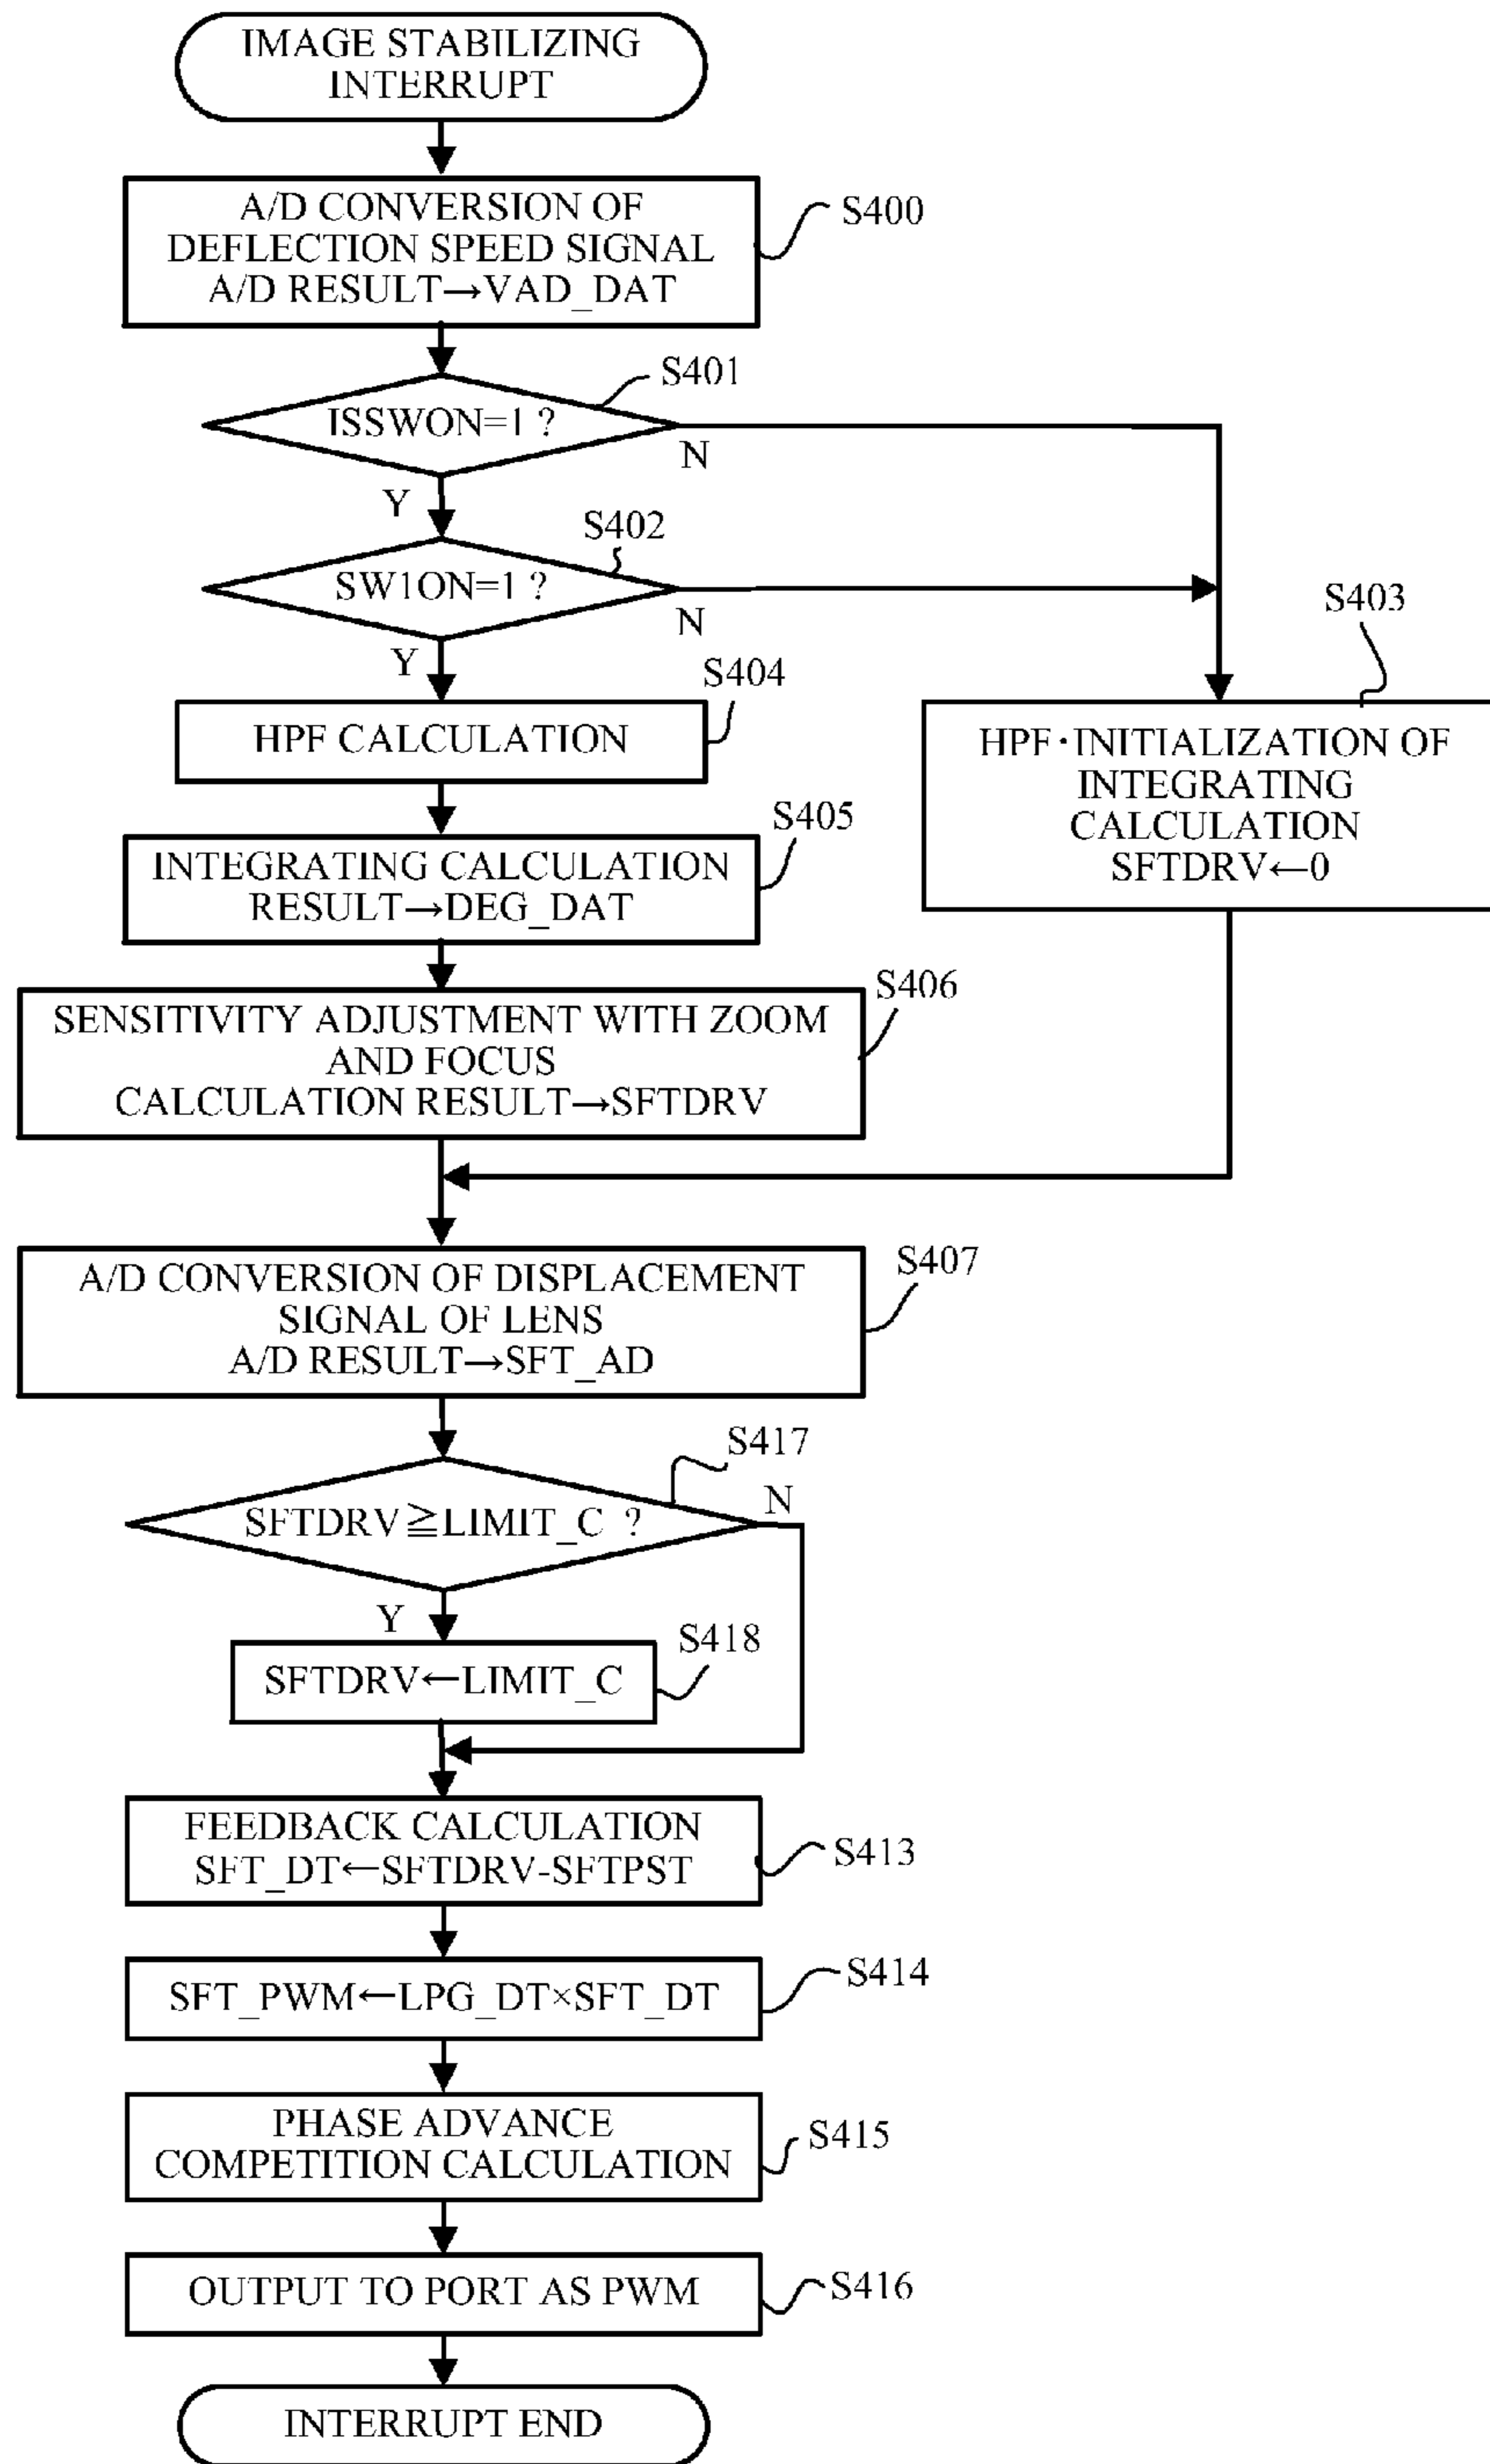 IMAGE STABILIZING
INTERRUPT
A/D CONVERSION OF
DEFLECTION SPEED SIGNAL
A/D RESULT→VAD_DAT
S400
S401
ISSWON=1 ?
N
Y
S402
SW1ON=1 ?
N
Y
S403
HPF·INITIALIZATION OF
INTEGRATING
CALCULATION
SFTDRV←0
S404
HPF CALCULATION
S405
INTEGRATING CALCULATION
RESULT→DEG_DAT
S406
SENSITIVITY ADJUSTMENT WITH ZOOM
AND FOCUS
CALCULATION RESULT→SFTDRV
S407
A/D CONVERSION OF DISPLACEMENT
SIGNAL OF LENS
A/D RESULT→SFT_AD
S417
SFTDRV≧LIMIT_C ?
N
Y
S418
SFTDRV←LIMIT_C
FEEDBACK CALCULATION
SFT_DT←SFTDRV-SFTPST
S413
SFT_PWM←LPG_DT×SFT_DT
S414
PHASE ADVANCE
COMPETITION CALCULATION
S415
OUTPUT TO PORT AS PWM
S416
INTERRUPT END